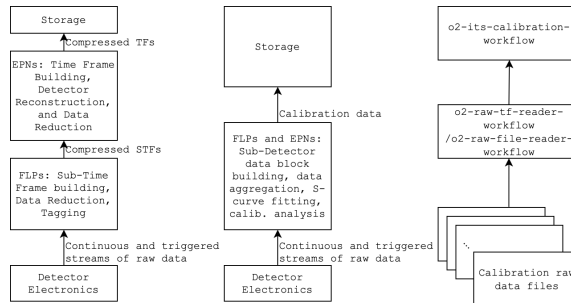 Storage
Compressed TFs
EPNs: Time Frame
Building,
Detector
Reconstruction,
and Data
Reduction
Compressed STFs
FLPs: Sub-Time
Frame building,
Data Reduction,
Tagging
Continuous and triggered
streams of raw data
Detector
Electronics
Storage
Calibration data
FLPs and EPNs:
Sub-Detector
data block
building, data
aggregation, S-
curve fitting,
calib. analysis
Continuous and triggered
streams of raw data
Detector
Electronics
o2-its-calibration-
workflow
o2-raw-tf-reader-
workflow
/o2-raw-file-reader-
workflow
Calibration raw
data files